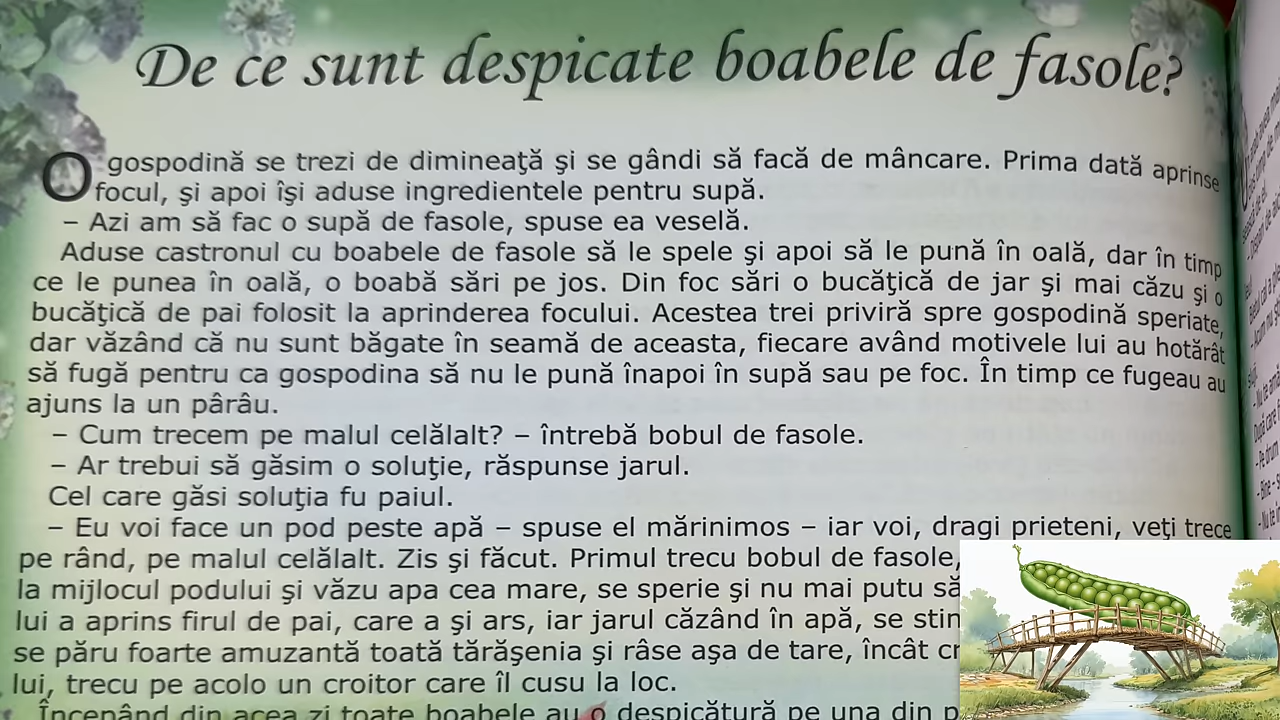 De ce sunt despicate boabele de fasole?
O gospodină se trezi de dimineaţă şi se gândi să facă de mâncare. Prima dată aprinse
focul, şi apoi îşi aduse ingredientele pentru supă.
– Azi am să fac o supă de fasole, spuse ea veselă.
Aduse castronul cu boabele de fasole să le spele şi apoi să le pună în oală, dar în timp
ce le punea în oală, o boabă sări pe jos. Din foc sări o bucăţică de jar şi mai căzu şi o
bucăţică de pai folosit la aprinderea focului. Acestea trei priviră spre gospodină speriate,
dar văzând că nu sunt băgate în seamă de aceasta, fiecare având motivele lui au hotărât
să fugă pentru ca gospodina să nu le pună înapoi în supă sau pe foc. În timp ce fugeau au
ajuns la un pârâu.
– Cum trecem pe malul celălalt? – întrebă bobul de fasole.
– Ar trebui să găsim o soluţie, răspunse jarul.
Cel care găsi soluţia fu paiul.
– Eu voi face un pod peste apă – spuse el mărinimos – iar voi, dragi prieteni, veţi trece
pe rând, pe malul celălalt. Zis şi făcut. Primul trecu bobul de fasole,
la mijlocul podului şi văzu apa cea mare, se sperie şi nu mai putu să
lui a aprins firul de pai, care a şi ars, iar jarul căzând în apă, se
se păru foarte amuzantă toată tărăşenia şi râse aşa de tare, încât
lui, trecu pe acolo un croitor care îl cusu la loc.
Începând din acea zi toate boabele au o despicătură pe una din